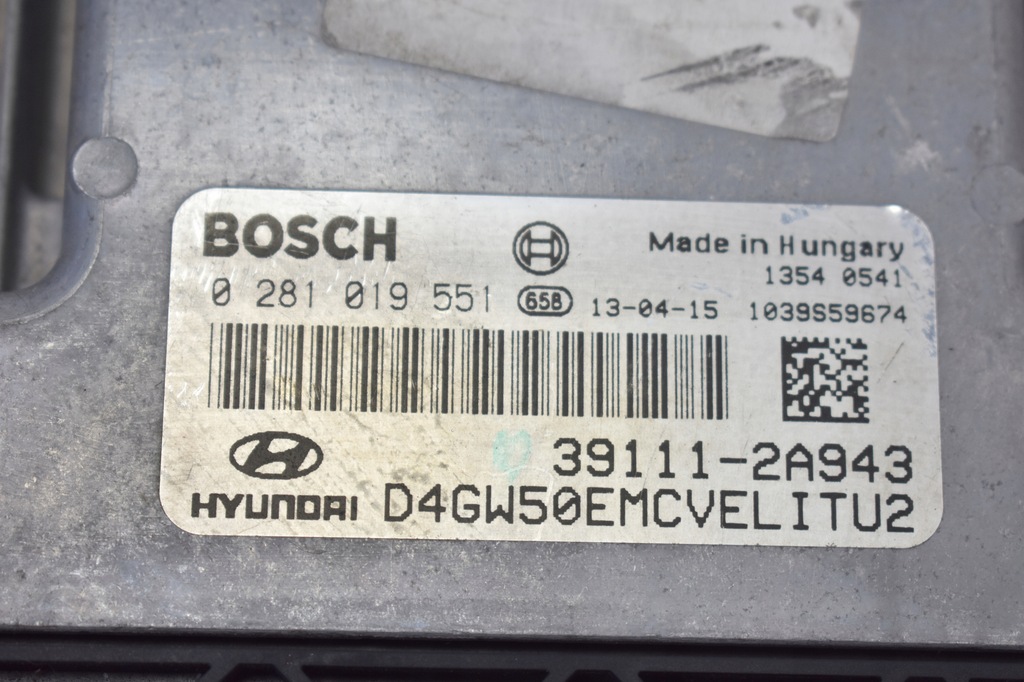 BOSCH
Made in Hungary
1354 0541
0 281 019 551 658 13-04-15 1039S59674
39111-2A943
HYUNDAI D4GW50EMCVELITU2